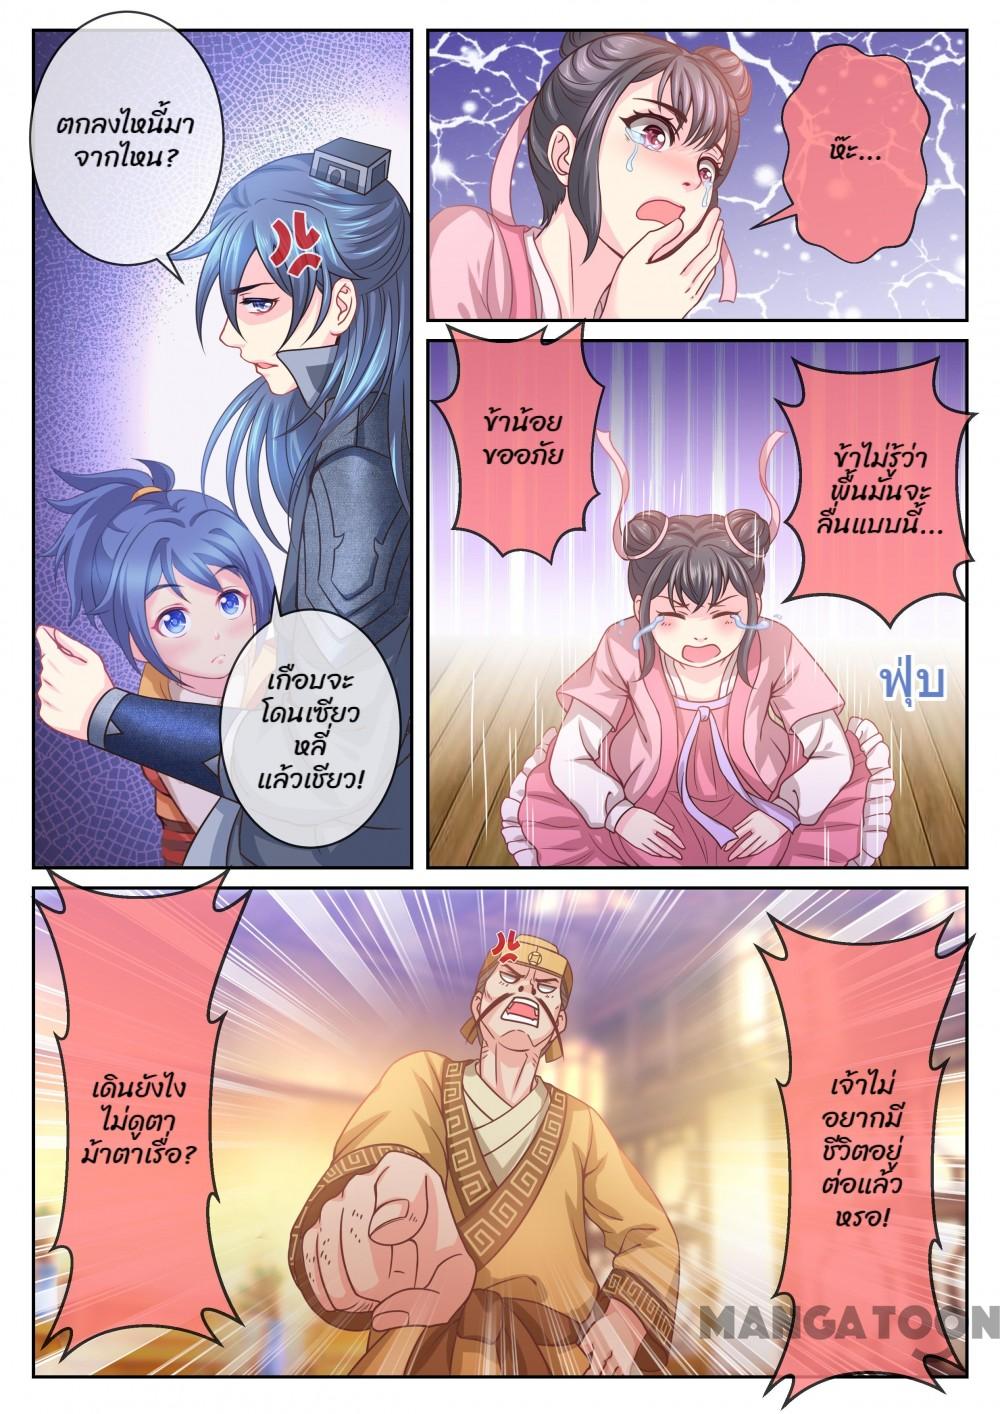 ตกลงไหนี้มา
จากไหน?
เกือบจะ
โดนเซียว
หลี่
แล้วเชียว!
ห๊ะ...
ข้าน้อย
ขออภัย
ข้าไม่รู้ว่า
พื้นมันจะ
ลื่นแบบนี้...
ฟุ่บ
เดินยังไง
ไม่ดูตา
ม้าตาเรื่อ?
เจ้าไม่
อยากมี
ชีวิตอยู่
ต่อแล้ว
หรอ!
MANGATOON